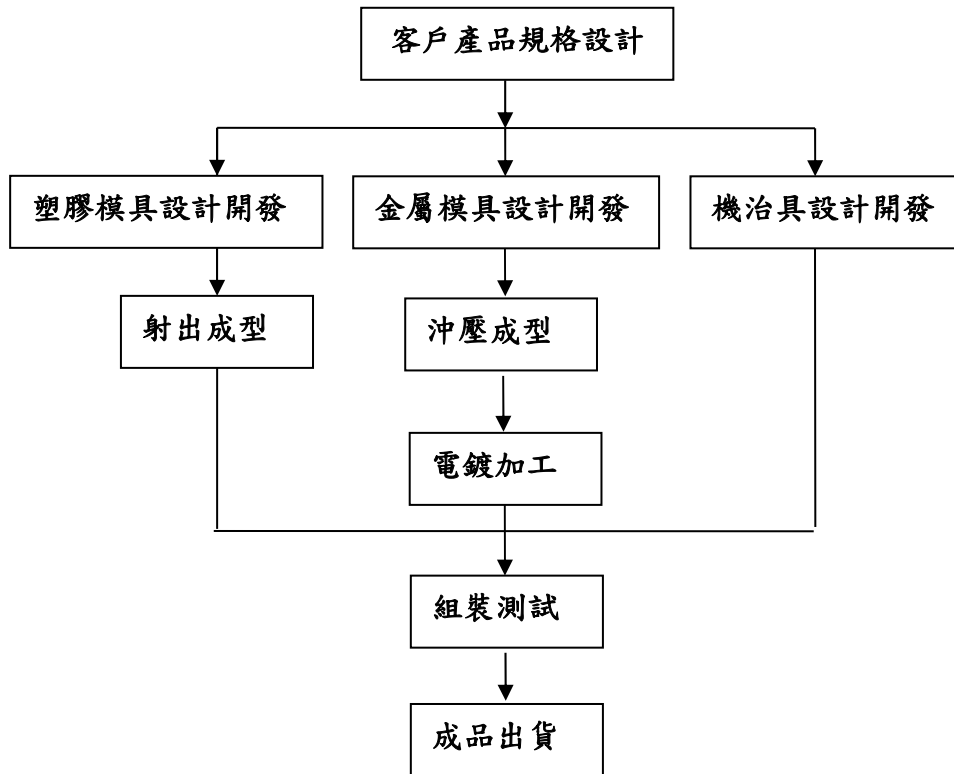 客戶產品規格設計
塑膠模具設計開發
金屬模具設計開發
機治具設計開發
射出成型
沖壓成型
電鍍加工
組裝測試
成品出貨